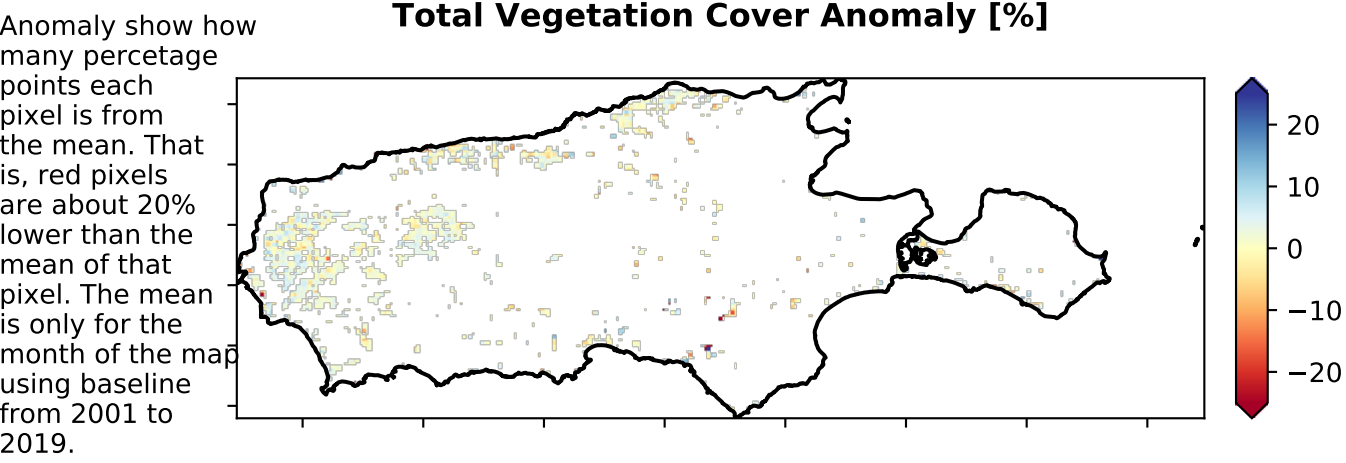 Total Vegetation Cover Anomaly [%]
Anomaly show how
many percetage
points each
pixel is from
the mean. That
is, red pixels
are about 20%
lower than the
mean of that
pixel. The mean
is only for the
month of the map
using baseline
from 2001 to
2019.
20
10
0
−10
−20